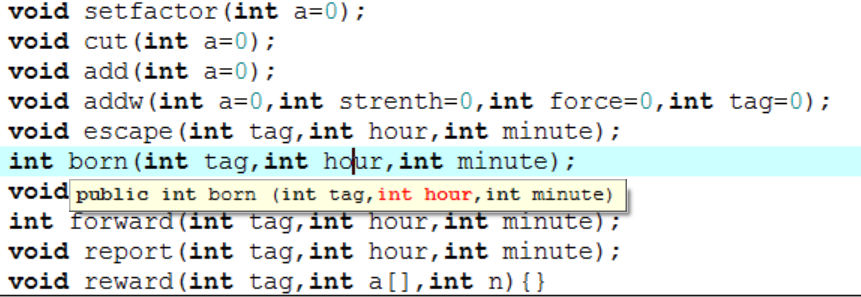 void setfactor(int a=0);
void cut(int a=0);
void add(int a=0);
void addw(int a=0,int strenth=0,int force=0,int tag=0);
void escape(int tag,int hour,int minute);
int born(int tag,int hour,int minute);
void
public int born (int tag,int hour,int minute)
int forward(int tag,int hour,int minute);
void report(int tag,int hour,int minute);
void reward(int tag,int a[],int n){}